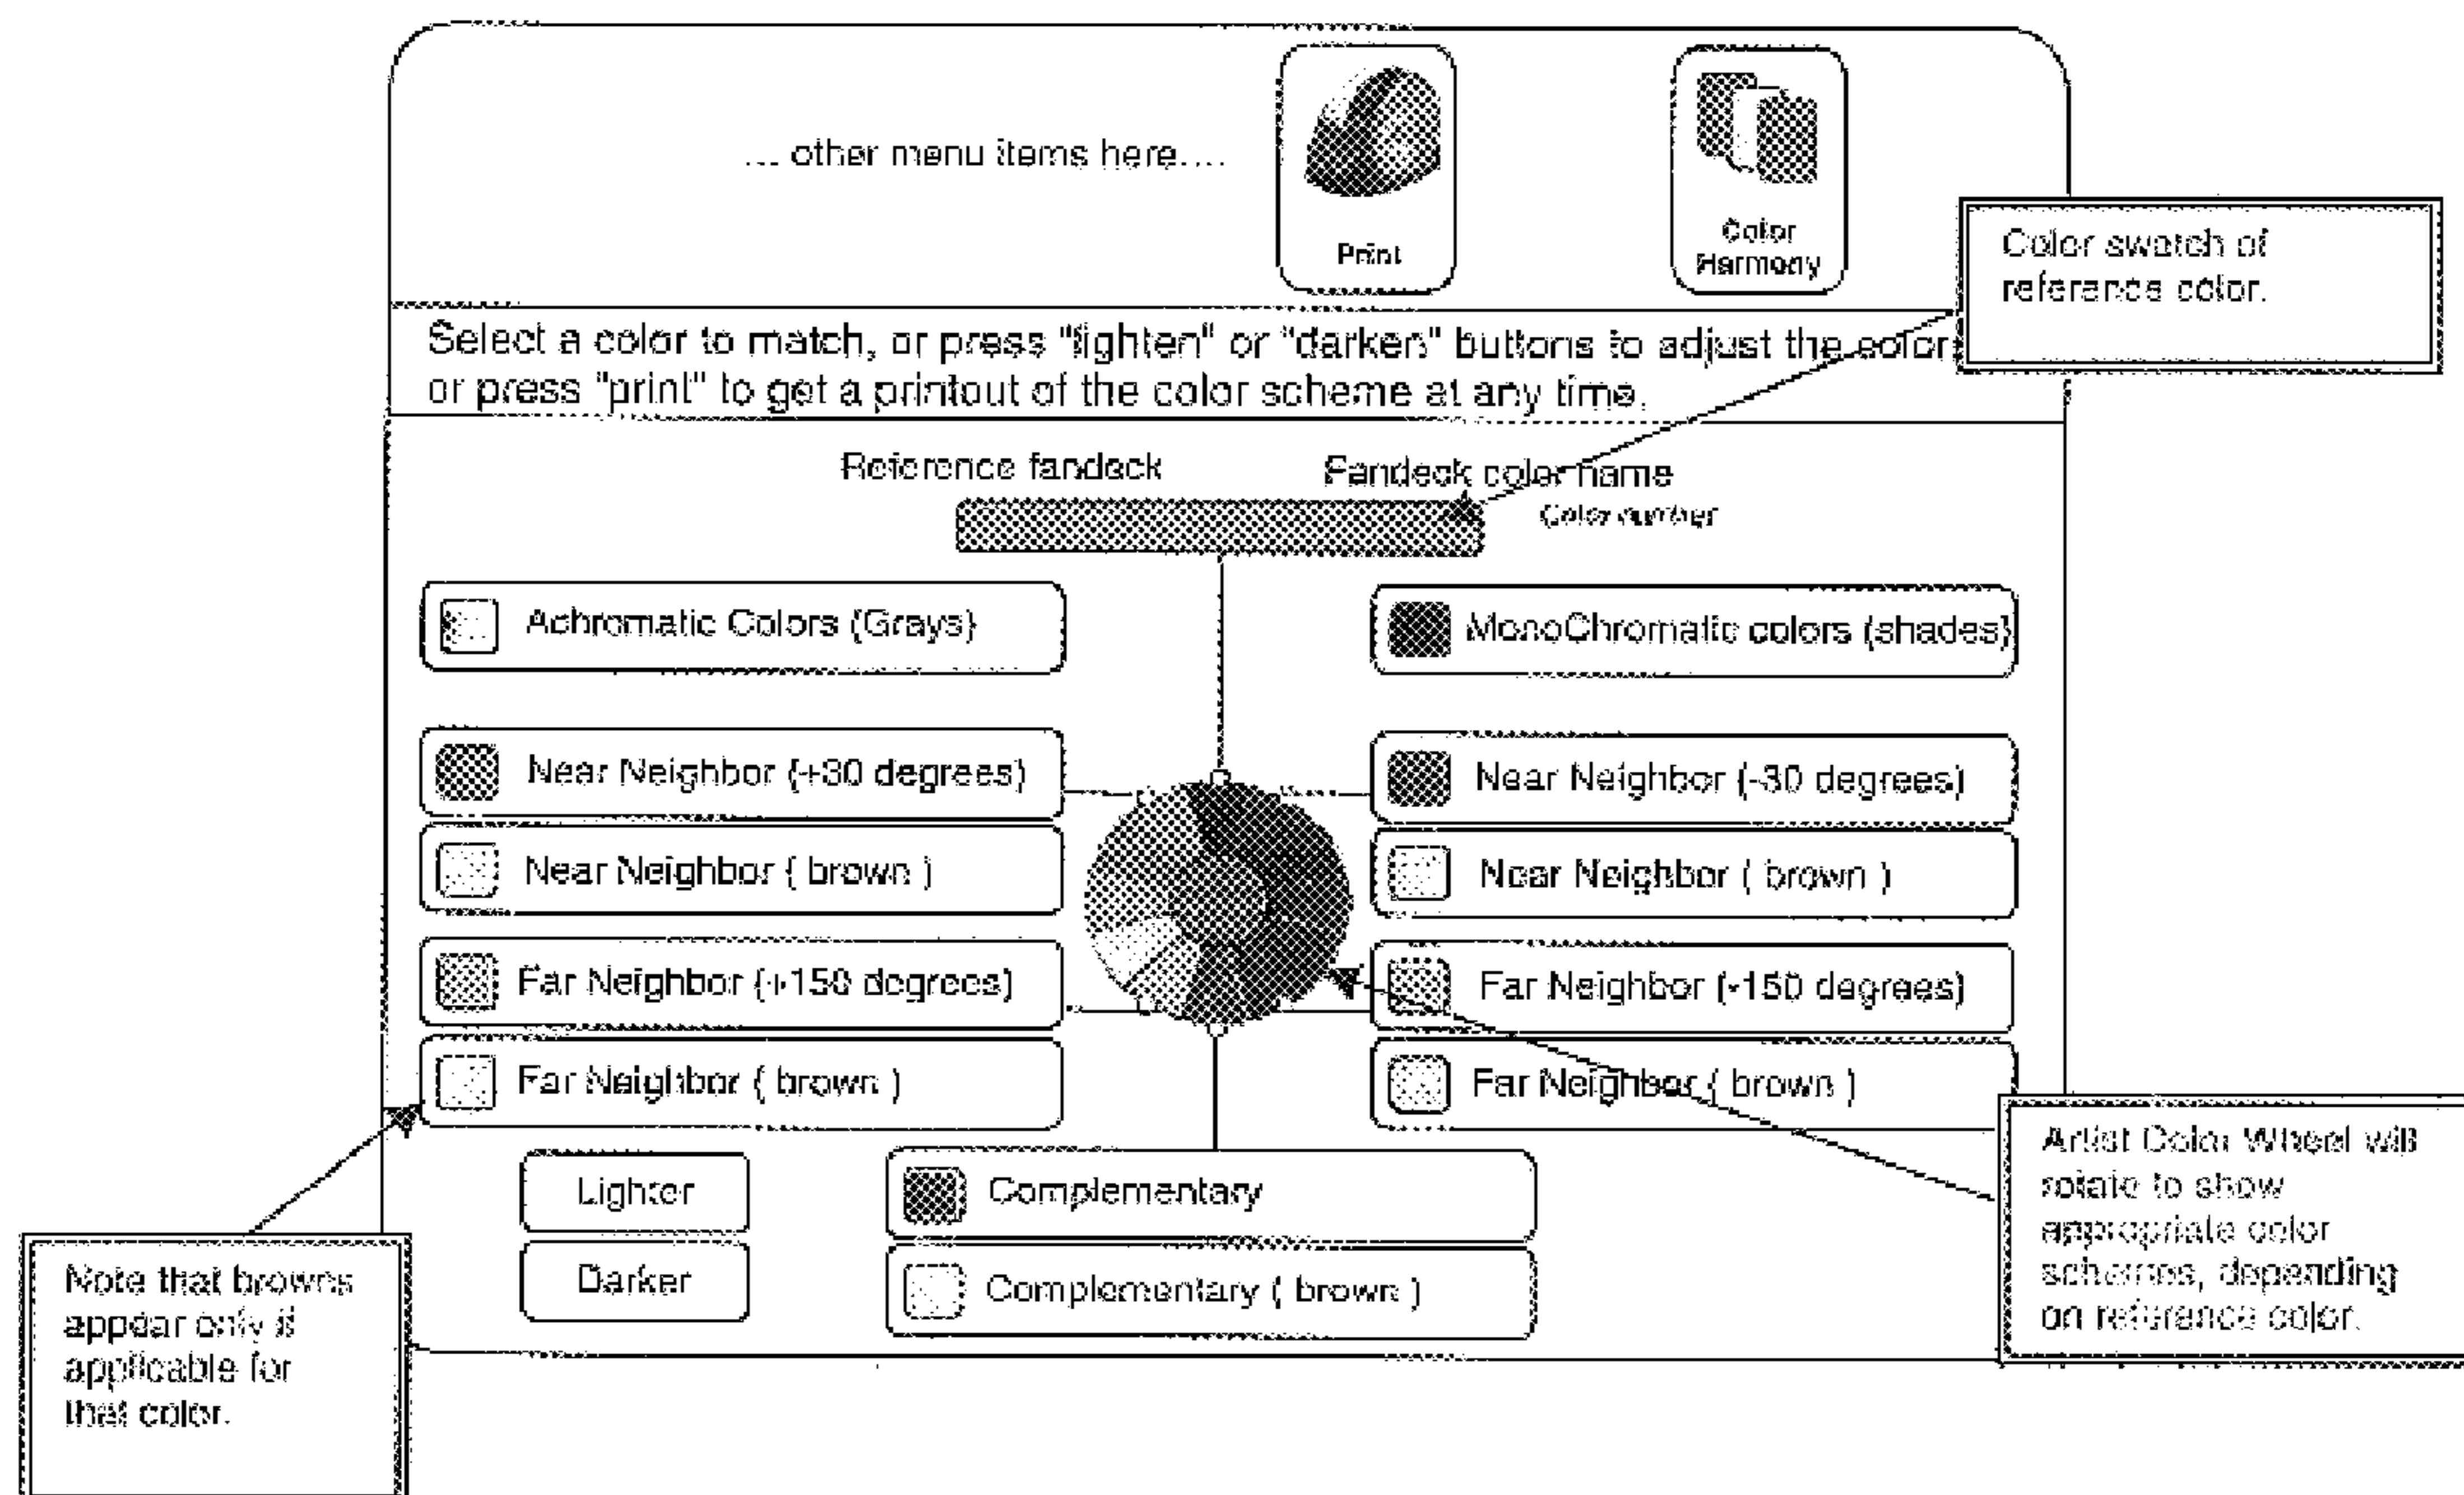 ... other menu items here....
Print
Color
Harmony
Color swatch of
reference color.
Select a color to match, or press "lighten" or "darken" buttons to adjust the color
or press "print" to get a printout of the color scheme at any time.
Reference fandeck
Fandeck color name
Color number
Achromatic Colors (Grays)
MonoChromatic colors (shades)
Near Neighbor (+30 degrees)
Near Neighbor (-30 degrees)
Near Neighbor ( brown )
Near Neighbor ( brown )
Far Neighbor (+150 degrees)
Far Neighbor (-150 degrees)
Far Neighbor ( brown )
Far Neighbor ( brown )
Lighter
Darker
Complementary
Complementary ( brown )
Note that browns
appear only if
applicable for
that color.
Artist Color Wheel will
rotate to show
appropriate color
schemes, depending
on reference color.